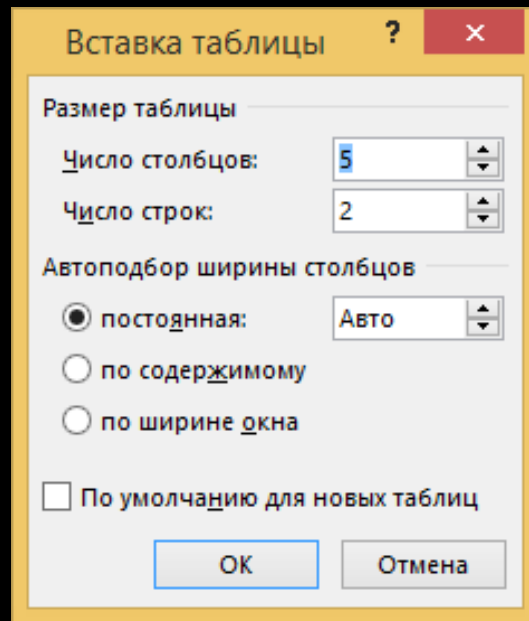 Вставка таблицы ?
Размер таблицы
Число столбцов: 5
Число строк: 2
Автоподбор ширины столбцов
постоянная: Авто
по содержимому
по ширине окна
По умолчанию для новых таблиц
ОК Отмена